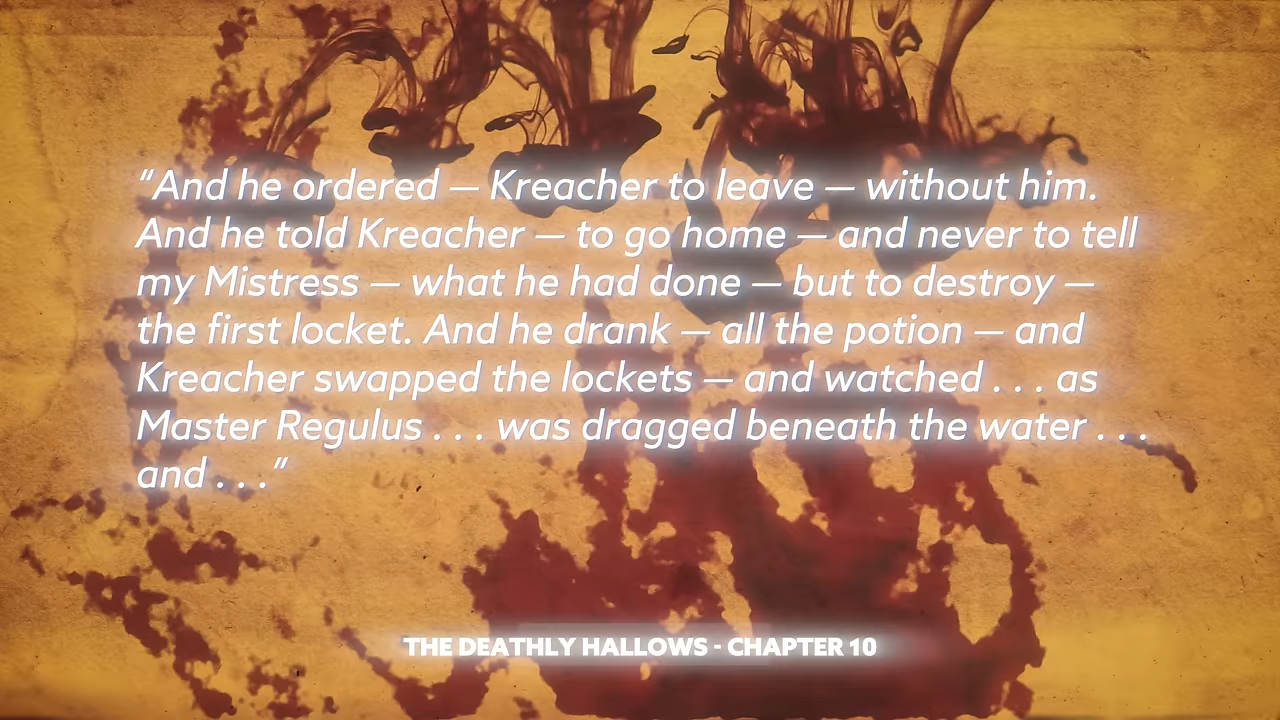 “And he ordered — Kreacher to leave — without him.
And he told Kreacher — to go home — and never to tell
my Mistress — what he had done — but to destroy —
the first locket. And he drank — all the potion — and
Kreacher swapped the lockets — and watched . . . as
Master Regulus . . . was dragged beneath the water . . .
and . . .”
THE DEATHLY HALLOWS - CHAPTER 10